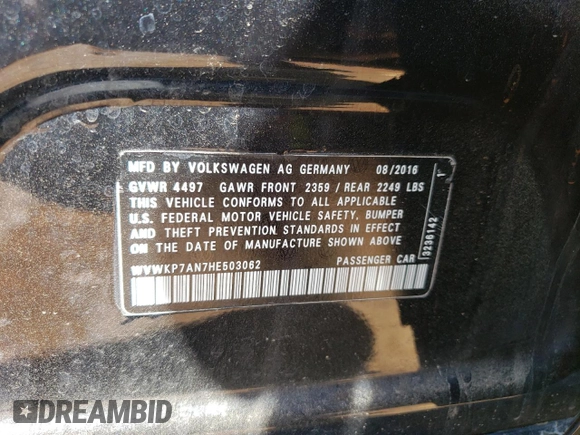 MFD BY VOLKSWAGEN AG GERMANY 08/2016
GVWR 4497 GAWR FRONT 2359 / REAR 2249 LBS
THIS VEHICLE CONFORMS TO ALL APPLICABLE
U.S. FEDERAL MOTOR VEHICLE SAFETY, BUMPER
AND THEFT PREVENTION STANDARDS IN EFFECT
ON THE DATE OF MANUFACTURE SHOWN ABOVE.
WVWKP7AN7HE503062 PASSENGER CAR
3236142
DREAMBID